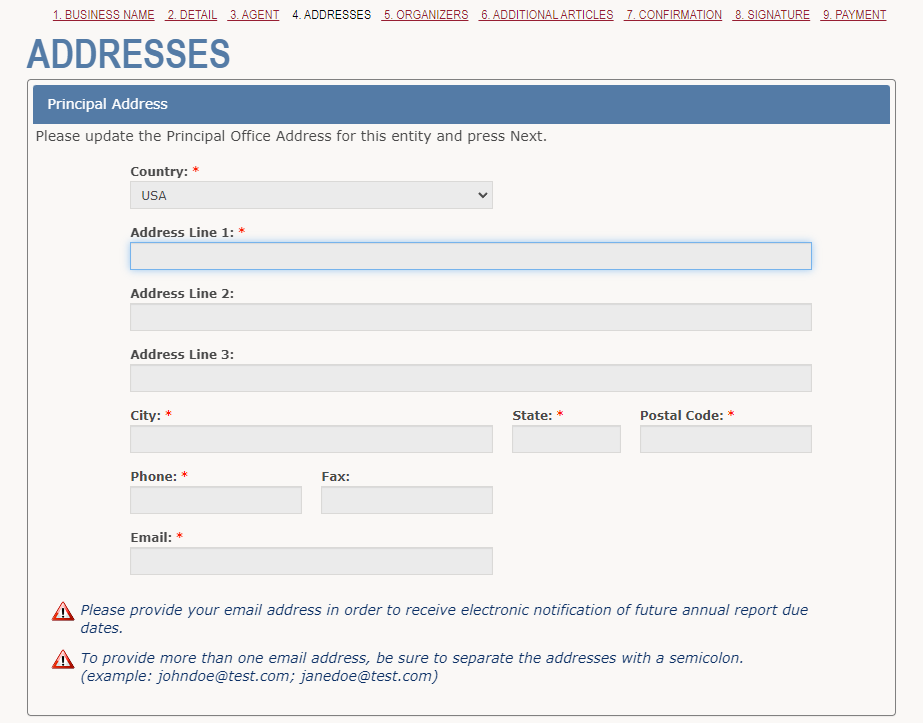 1. BUSINESS NAME 2. DETAIL 3. AGENT 4. ADDRESSES 5. ORGANIZERS 6. ADDITIONAL ARTICLES 7. CONFIRMATION 8. SIGNATURE 9. PAYMENT
ADDRESSES
Principal Address
Please update the Principal Office Address for this entity and press Next.
Country: *
USA
Address Line 1: *
Address Line 2:
Address Line 3:
City: * State: * Postal Code: *
Phone: * Fax:
Email: *
Please provide your email address in order to receive electronic notification of future annual report due
dates.
To provide more than one email address, be sure to separate the addresses with a semicolon.
(example: johndoe@test.com; janedoe@test.com)